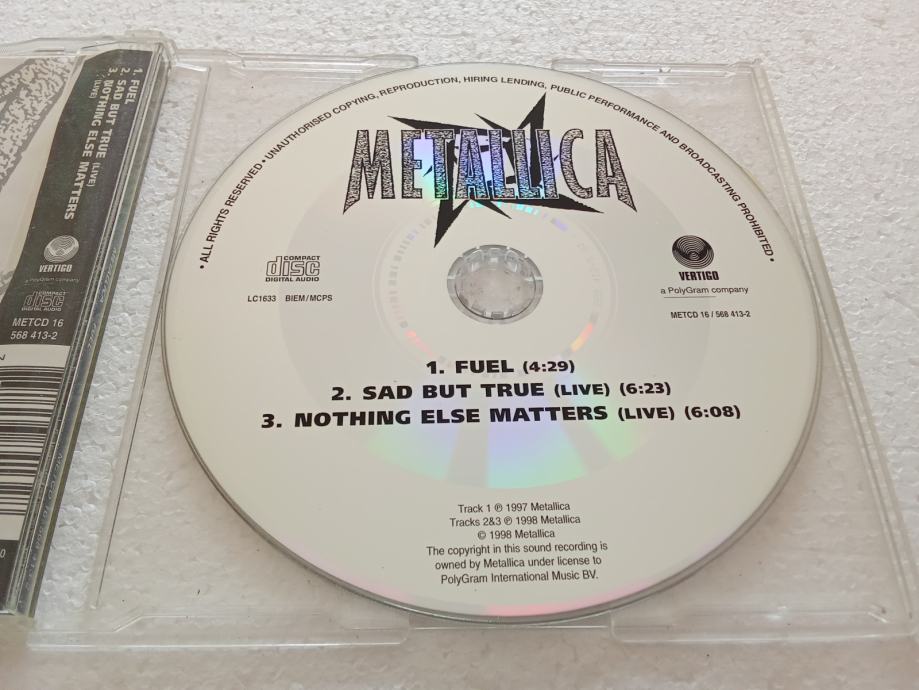 1. FUEL
2. SAD BUT TRUE (LIVE)
3. NOTHING ELSE MATTERS
(LIVE)
VERTIGO
a PolyGram company
COMPACT
disc
DIGITAL AUDIO
METCD 16
568 413-2
• ALL RIGHTS RESERVED • UNAUTHORISED COPYING, REPRODUCTION, HIRING LENDING, PUBLIC PERFORMANCE AND BROADCASTING PROHIBITED •
METALLICA
COMPACT
disc
DIGITAL AUDIO
LC1633 BIEM/MCPS
VERTIGO
a PolyGram company
METCD 16 / 568 413-2
1. FUEL (4:29)
2. SAD BUT TRUE (LIVE) (6:23)
3. NOTHING ELSE MATTERS (LIVE) (6:08)
Track 1 ℗ 1997 Metallica
Tracks 2&3 ℗ 1998 Metallica
© 1998 Metallica
The copyright in this sound recording is
owned by Metallica under license to
PolyGram International Music BV.